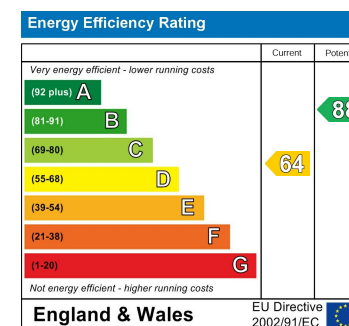 Energy Efficiency Rating
Current
Very energy efficient - lower running costs
(92 plus) A
(81-91) B
(69-80) C
64
(55-68) D
(39-54) E
(21-38) F
(1-20) G
Not energy efficient - higher running costs
England & Wales
EU Directive
2002/91/EC